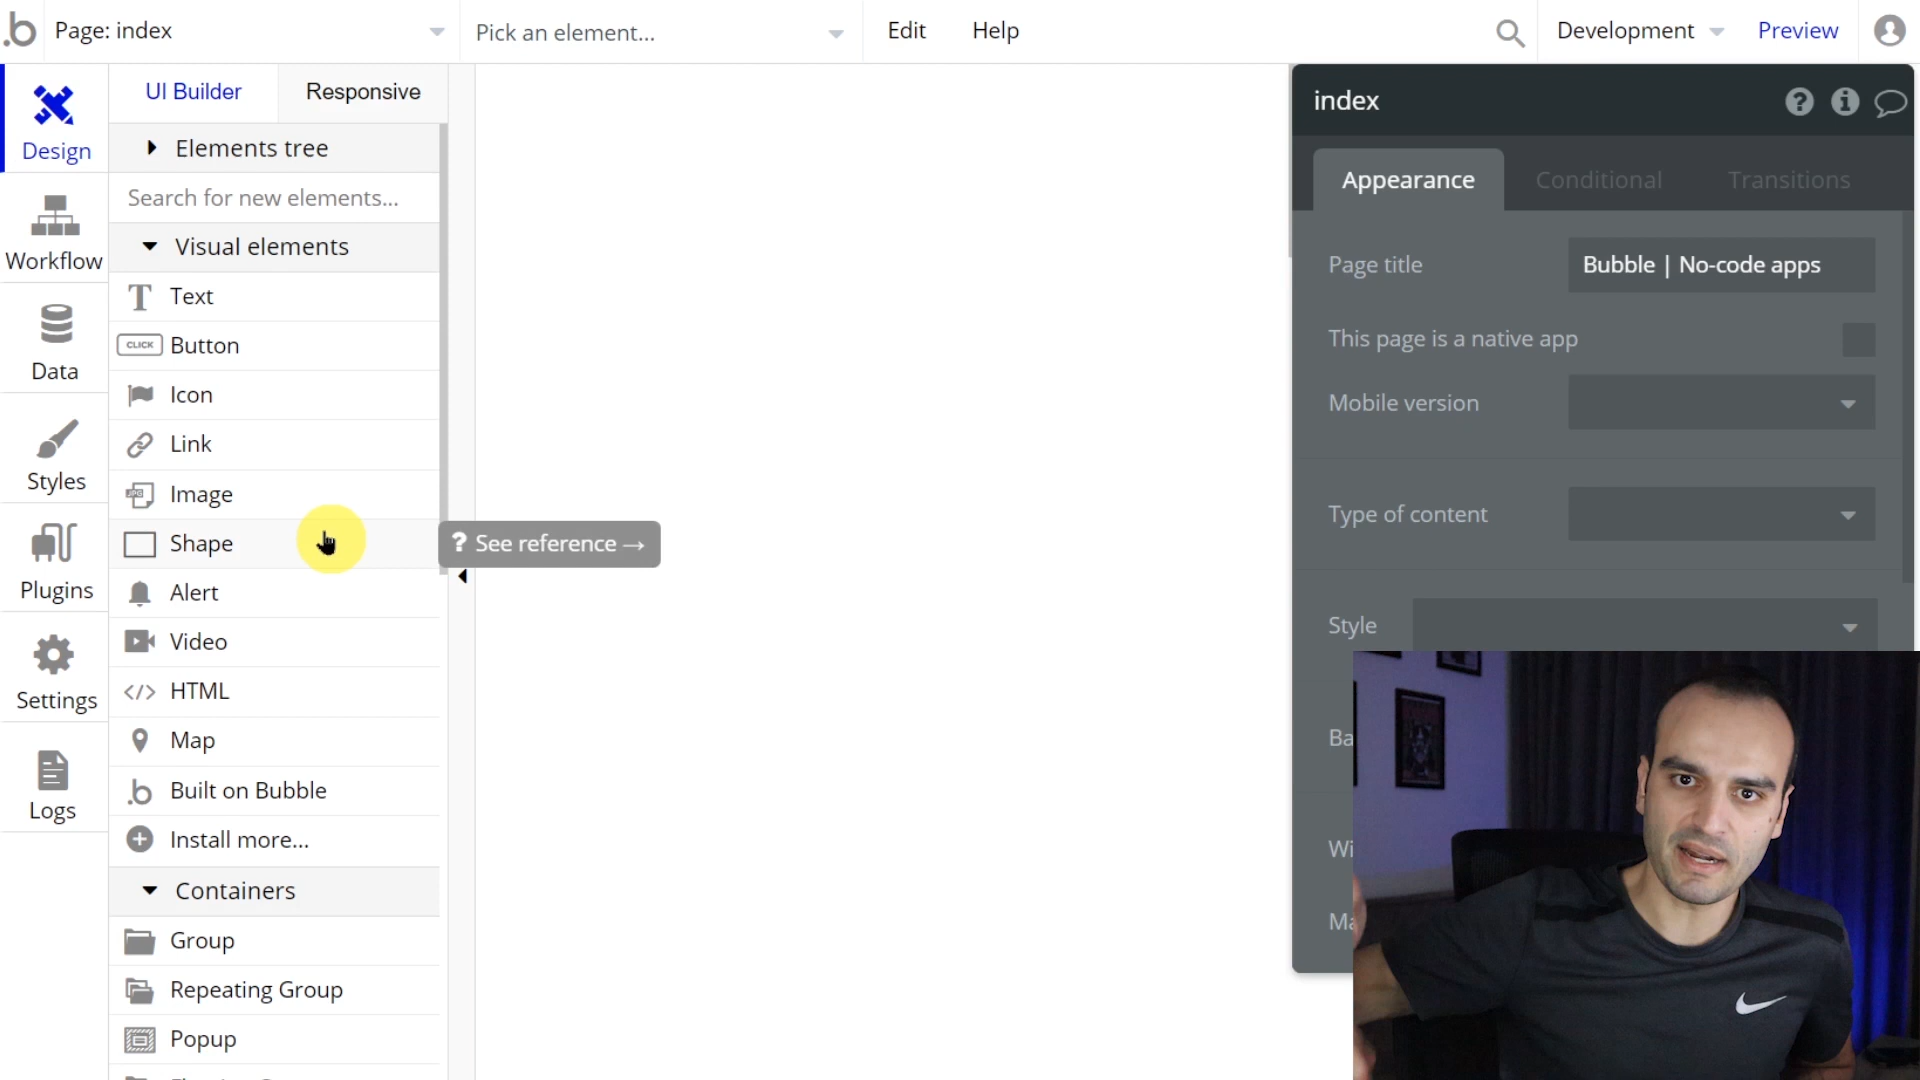 .b
Page: index
Pick an element...
Edit
Help
Development
Preview
UI Builder
Responsive
Design
Workflow
Data
Styles
Plugins
Settings
Logs
Elements tree
Search for new elements...
Visual elements
Text
CLICK
Button
Icon
Link
JPG
Image
Shape
? See reference →
Alert
Video
</> HTML
Map
.b Built on Bubble
Install more...
Containers
Group
Repeating Group
Popup
index
Appearance
Conditional
Transitions
Page title
Bubble | No-code apps
This page is a native app
Mobile version
Type of content
Style
Ba
Wi
Ma